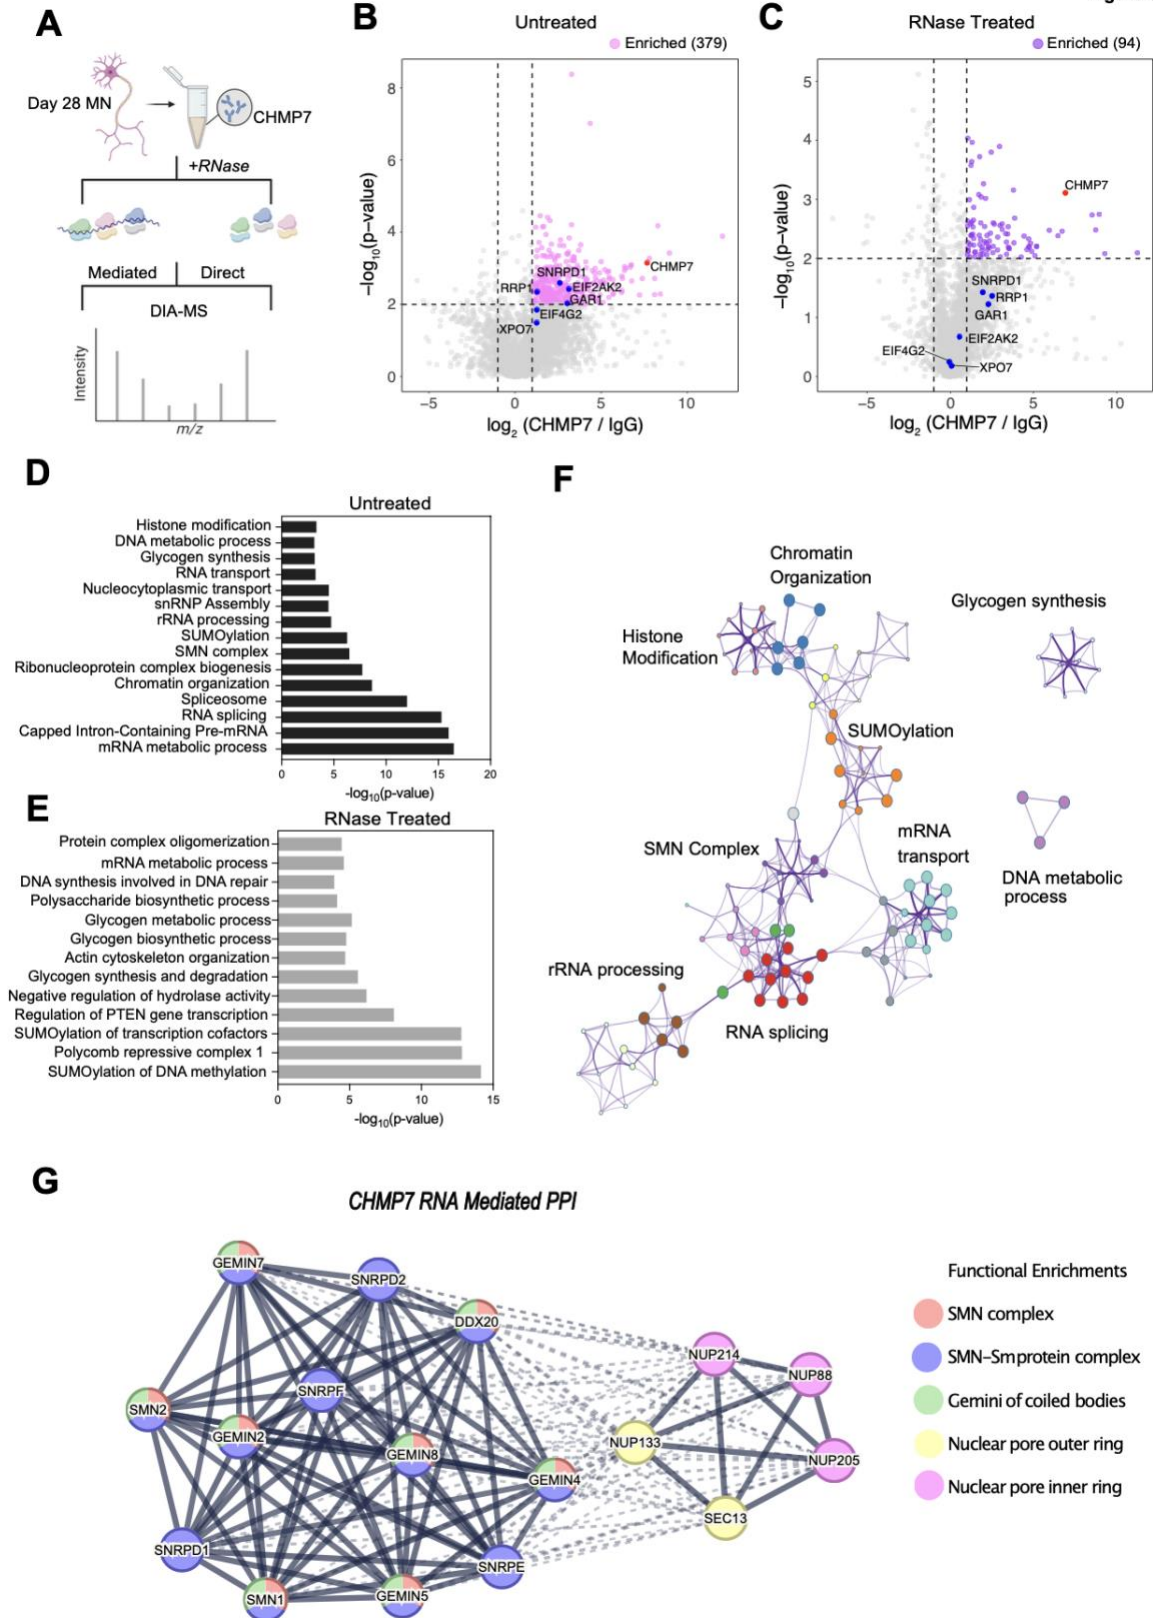 A
Day 28 MN
CHMP7
+RNase
Mediated
Direct
DIA-MS
Intensity
m/z
B
Untreated
Enriched (379)
−log10(p−value)
8
6
4
2
0
CHMP7
SNRPD1
RRP1
EIF2AK2
GAR1
EIF4G2
XPO7
−5
0
5
10
log2 (CHMP7 / IgG)
C
RNase Treated
Enriched (94)
−log10(p−value)
5
4
3
2
1
0
CHMP7
SNRPD1
RRP1
GAR1
EIF2AK2
EIF4G2
XPO7
−5
0
5
10
log2 (CHMP7 / IgG)
D
Untreated
Histone modification
DNA metabolic process
Glycogen synthesis
RNA transport
Nucleocytoplasmic transport
snRNP Assembly
rRNA processing
SUMOylation
SMN complex
Ribonucleoprotein complex biogenesis
Chromatin organization
Spliceosome
RNA splicing
Capped Intron-Containing Pre-mRNA
mRNA metabolic process
0
5
10
15
20
-log10(p-value)
E
RNase Treated
Protein complex oligomerization
mRNA metabolic process
DNA synthesis involved in DNA repair
Polysaccharide biosynthetic process
Glycogen metabolic process
Glycogen biosynthetic process
Actin cytoskeleton organization
Glycogen synthesis and degradation
Negative regulation of hydrolase activity
Regulation of PTEN gene transcription
SUMOylation of transcription cofactors
Polycomb repressive complex 1
SUMOylation of DNA methylation
0
5
10
15
-log10(p-value)
F
Chromatin
Organization
Glycogen synthesis
Histone
Modification
SUMOylation
SMN Complex
mRNA
transport
DNA metabolic
process
rRNA processing
RNA splicing
G
CHMP7 RNA Mediated PPI
GEMIN7
SNRPD2
DDX20
NUP214
NUP88
SNRPF
SMN2
GEMIN2
GEMIN8
NUP133
NUP205
GEMIN4
SEC13
SNRPD1
SNRPE
SMN1
GEMIN5
Functional Enrichments
SMN complex
SMN–Smprotein complex
Gemini of coiled bodies
Nuclear pore outer ring
Nuclear pore inner ring